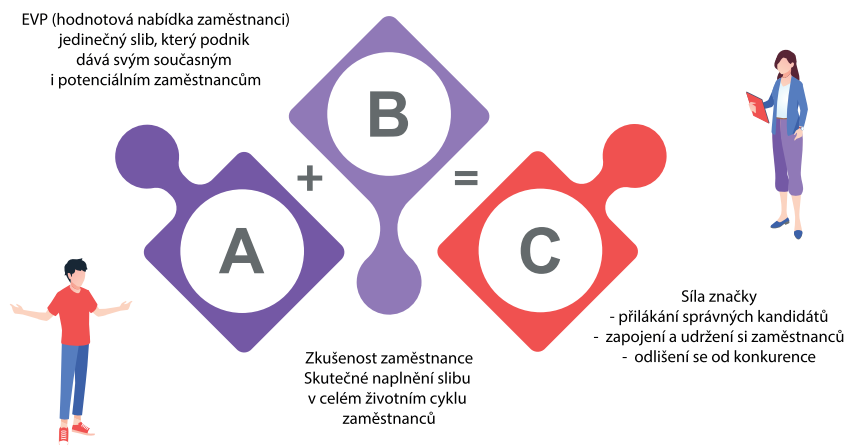 EVP (hodnotová nabídka zaměstnanci)
jedinečný slib, který podnik
dává svým současným
i potenciálním zaměstnancům
A
+
B
=
C
Zkušenost zaměstnance
Skutečné naplnění slibu
v celém životním cyklu
zaměstnanců
Síla značky
- přilákání správných kandidátů
- zapojení a udržení si zaměstnanců
- odlišení se od konkurence